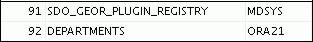 91 SDO_GEOR_PLUGIN_REGISTRY MDSYS
92 DEPARTMENTS ORA21